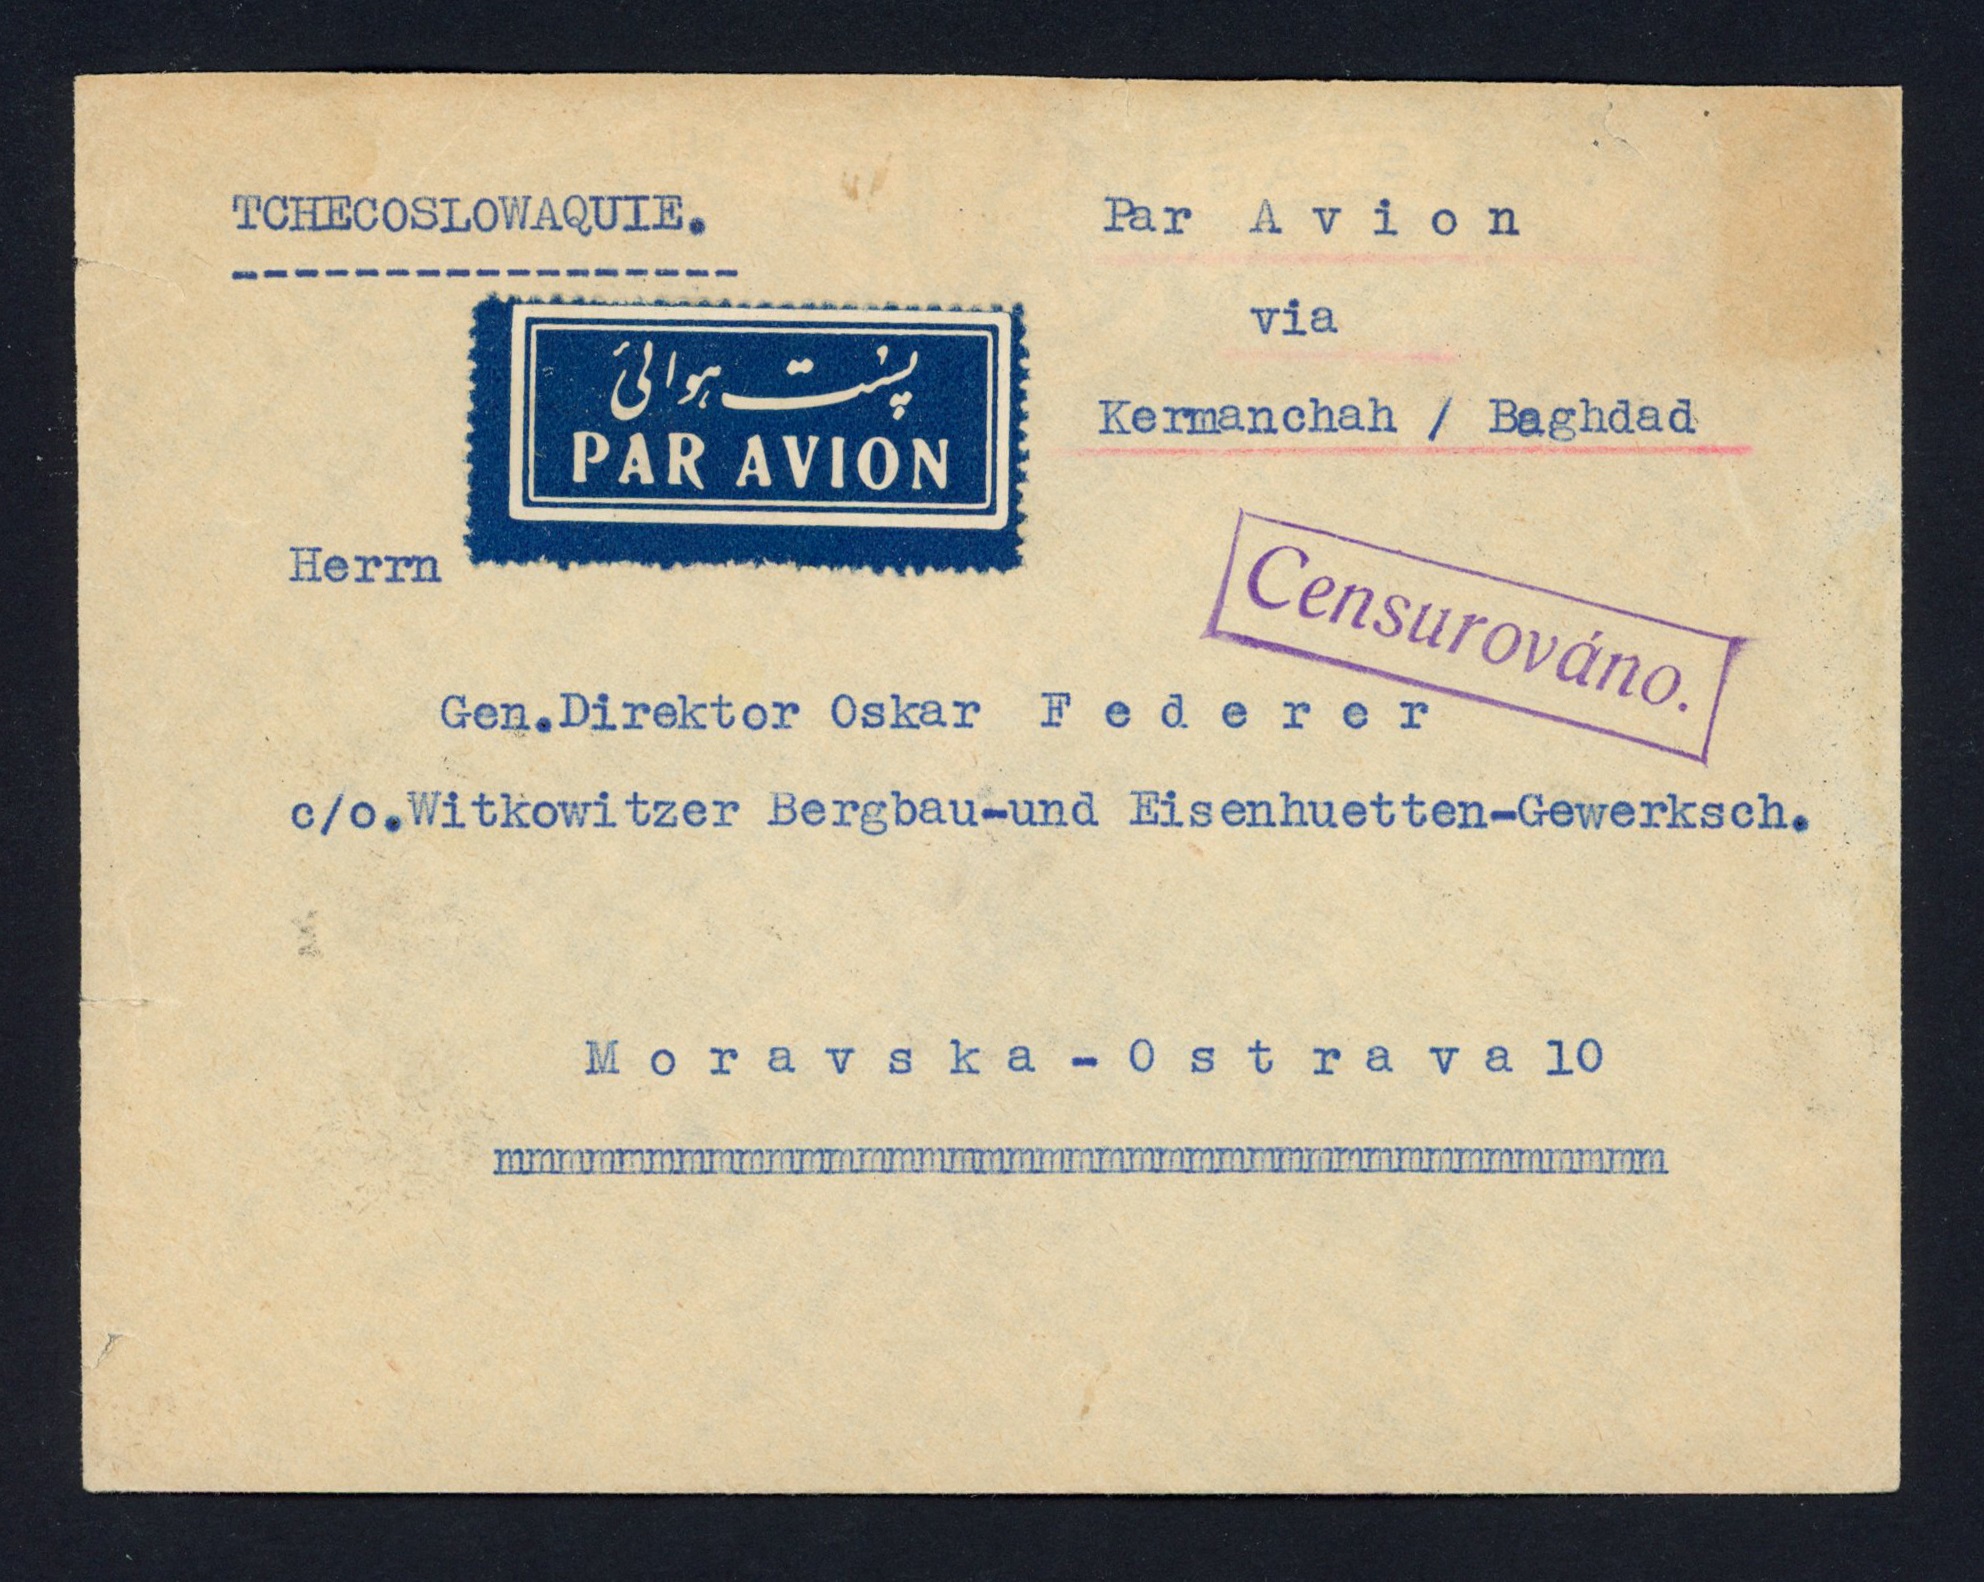 TCHECOSLOWAQUIE.
------------------
Par A v i o n
via
Kermanchah / Baghdad
پست هوائی
PAR AVION
Censurováno.
Herrn
Gen.Direktor Oskar F e d e r e r
c/o.Witkowitzer Bergbau-und Eisenhuetten-Gewerksch.
M o r a v s k a - O s t r a v a 10
mmmmmmmmmmmmmmmmmmmmmmmmmmmmmmmmmmmmmmm